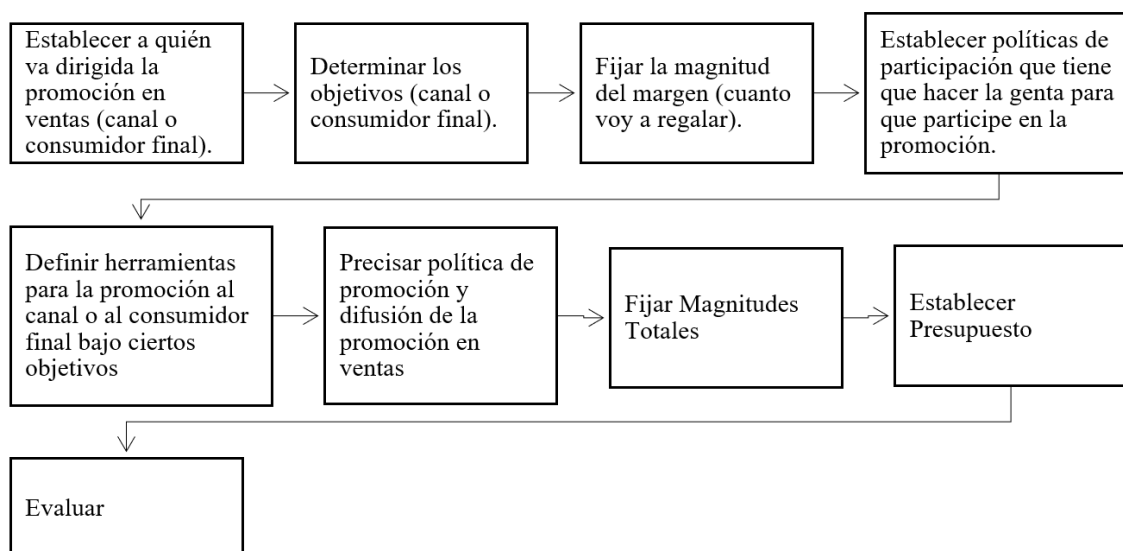 Establecer a quién
va dirigida la
promoción en
ventas (canal o
consumidor final).
Determinar los
objetivos (canal o
consumidor final).
Fijar la magnitud
del margen (cuanto
voy a regalar).
Establecer políticas de
participación que tiene
que hacer la genta para
que participe en la
promoción.
Definir herramientas
para la promoción al
canal o al consumidor
final bajo ciertos
objetivos
Precisar política de
promoción y
difusión de la
promoción en
ventas
Fijar Magnitudes
Totales
Establecer
Presupuesto
Evaluar